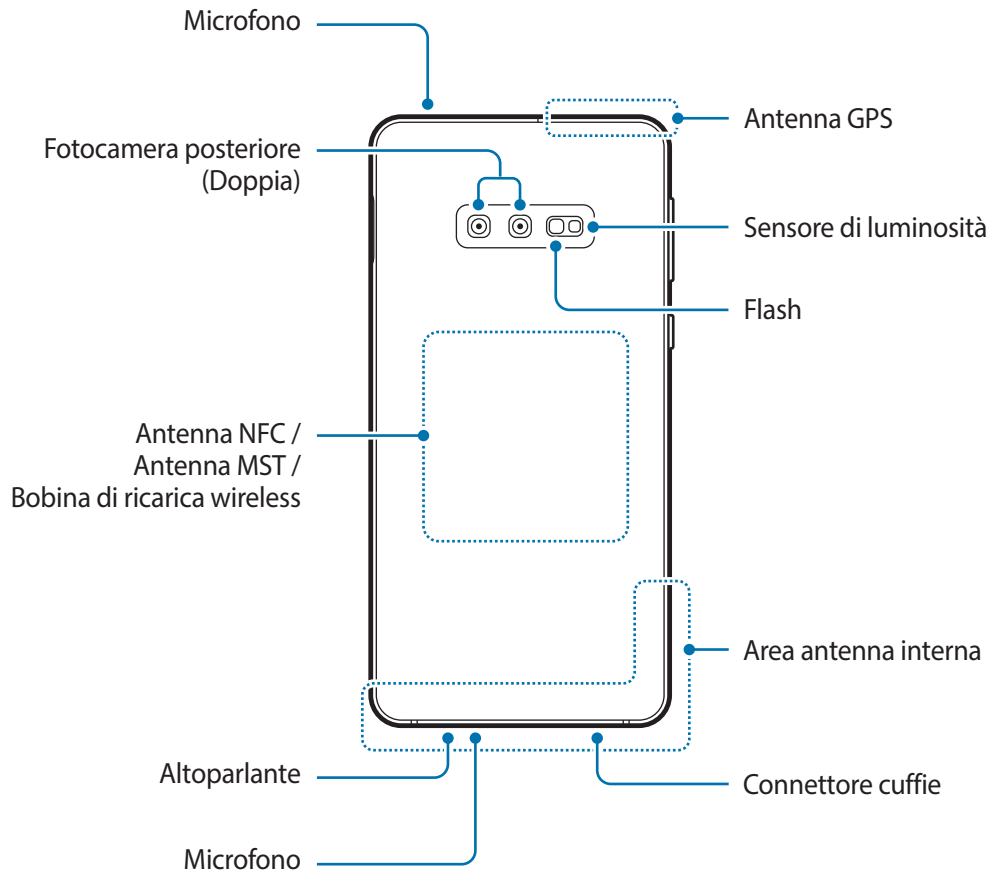 Microfono
Antenna GPS
Fotocamera posteriore
(Doppia)
Sensore di luminosità
Flash
Antenna NFC /
Antenna MST /
Bobina di ricarica wireless
Area antenna interna
Altoparlante
Connettore cuffie
Microfono